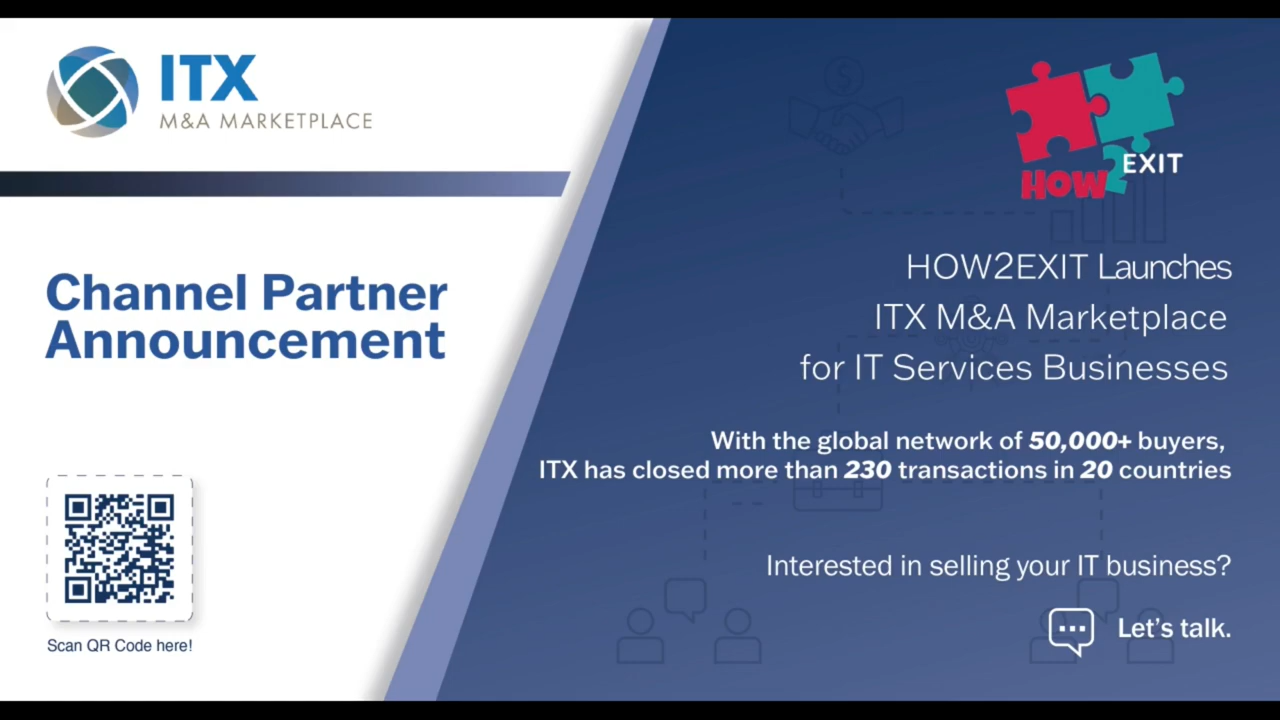 ITX
M&A MARKETPLACE
Channel Partner
Announcement
Scan QR Code here!
HOW2EXIT
HOW2EXIT Launches
ITX M&A Marketplace
for IT Services Businesses
With the global network of 50,000+ buyers,
ITX has closed more than 230 transactions in 20 countries
Interested in selling your IT business?
Let's talk.